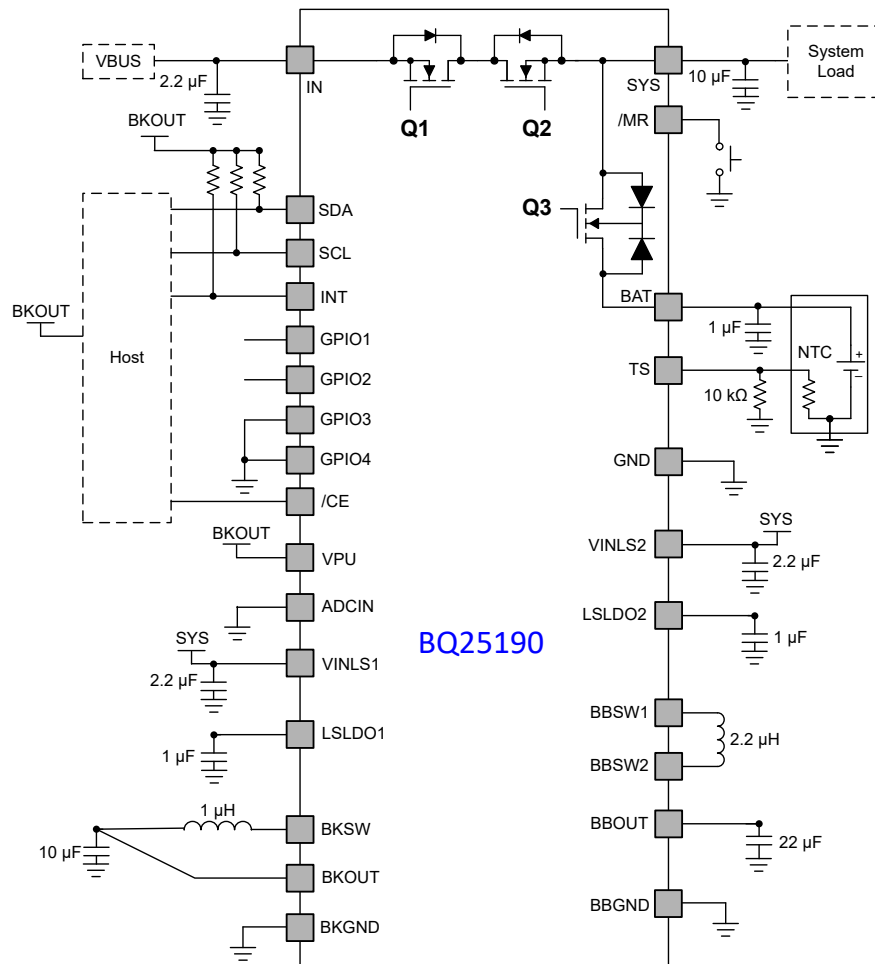 VBUS
2.2 µF
IN
Q1
Q2
SYS
10 µF
System
Load
/MR
BKOUT
Q3
SDA
SCL
INT
BKOUT
Host
GPIO1
GPIO2
GPIO3
GPIO4
/CE
BKOUT
VPU
ADCIN
SYS
VINLS1
2.2 µF
LSLDO1
1 µF
1 µH
BKSW
10 µF
BKOUT
BKGND
BQ25190
BAT
1 µF
NTC
+
–
TS
10 kΩ
GND
SYS
VINLS2
2.2 µF
LSLDO2
1 µF
BBSW1
2.2 µH
BBSW2
BBOUT
22 µF
BBGND